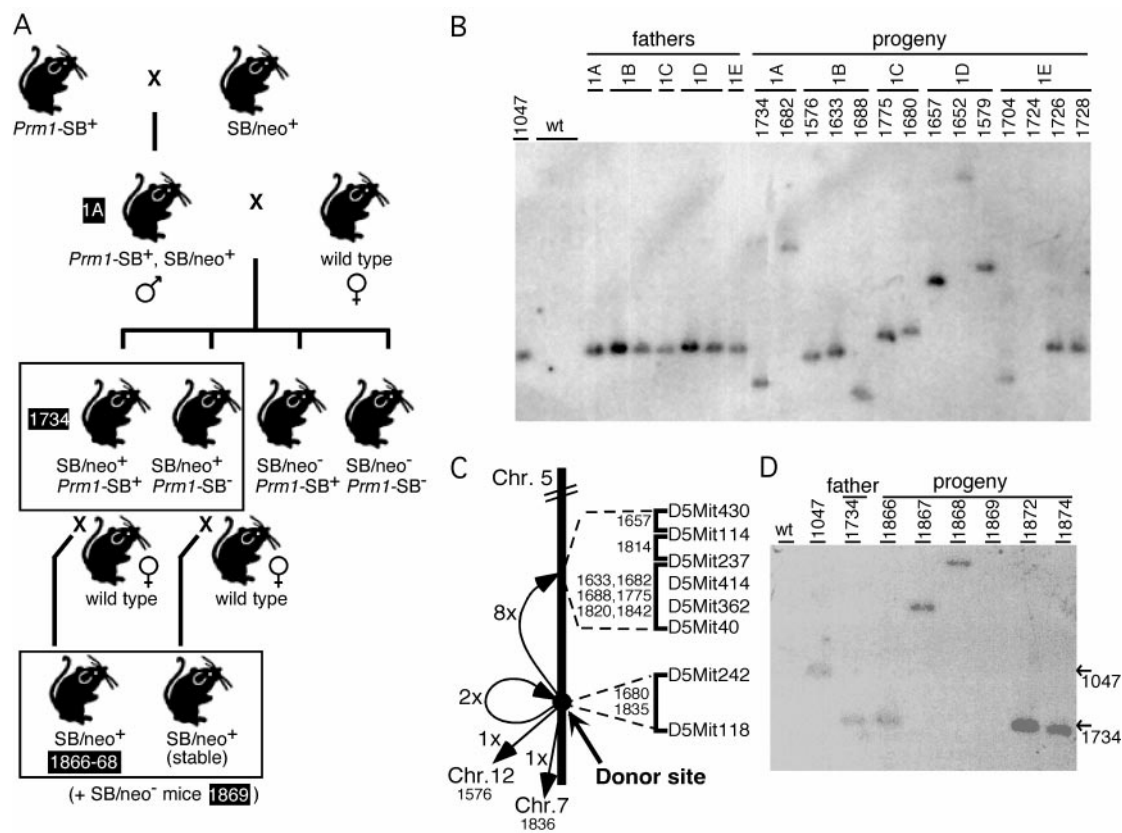 A
X
Prm1-SB+
SB/neo+
1A
X
Prm1-SB+, SB/neo+
wild type
♂
♀
1734
SB/neo+
Prm1-SB+
SB/neo+
Prm1-SB-
SB/neo-
Prm1-SB+
SB/neo-
Prm1-SB-
X
X
♀
♀
wild type
wild type
SB/neo+
SB/neo+
1866-68
(stable)
(+ SB/neo- mice 1869)
B
fathers
progeny
1A 1B 1C 1D 1E
1A 1B 1C 1D 1E
1047
wt
1734 1682 1576 1633 1688 1775 1680 1657 1652 1579 1704 1724 1726 1728
C
Chr. 5
D5Mit430
1657
D5Mit114
1814
D5Mit237
1633,1682
D5Mit414
1688,1775
D5Mit362
1820,1842
D5Mit40
8x
D5Mit242
1680
1835
D5Mit118
2x
1x
1x
Donor site
Chr.12
1576
Chr.7
1836
D
father
progeny
wt 1047 1734 1866 1867 1868 1869 1872 1874
1047
1734